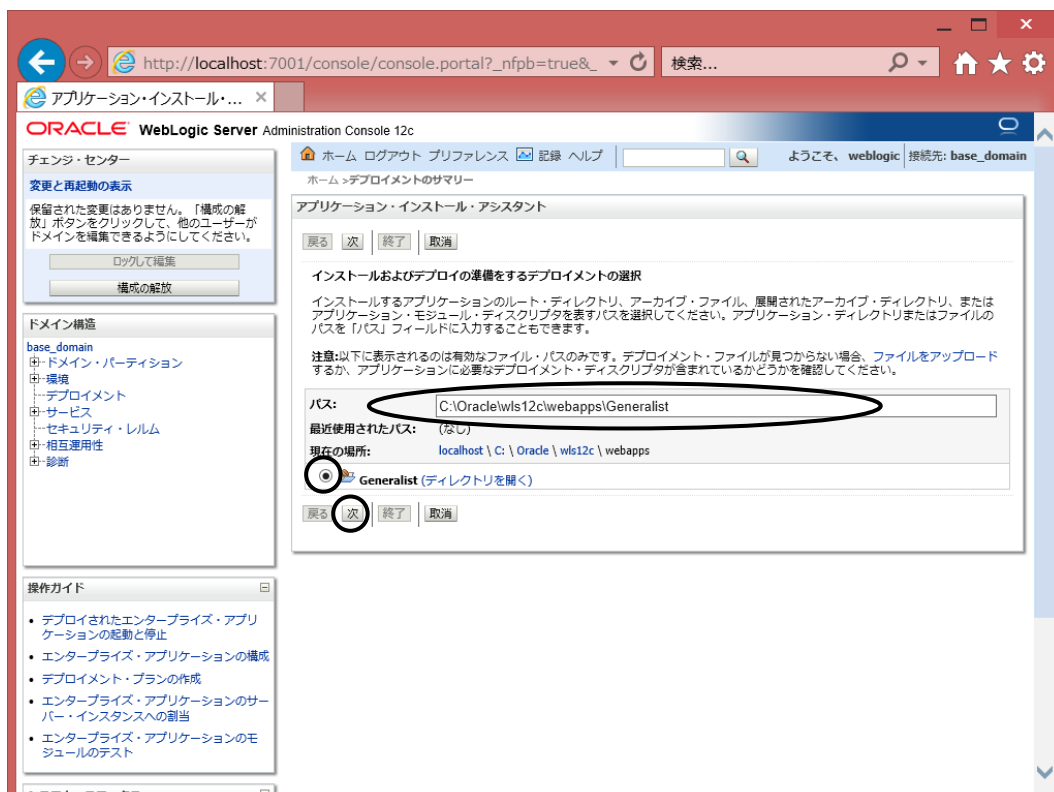 http://localhost:7001/console/console.portal?_nfpb=true&_
検索...
アプリケーション・インストール・...
ORACLE WebLogic Server Administration Console 12c
チェンジ・センター
変更と再起動の表示
保留された変更はありません。「構成の解
放」ボタンをクリックして、他のユーザーが
ドメインを編集できるようにしてください。
ロックして編集
構成の解放
ドメイン構造
base_domain
ドメイン・パーティション
環境
デプロイメント
サービス
セキュリティ・レルム
相互運用性
診断
操作ガイド
デプロイされたエンタープライズ・アプリ
ケーションの起動と停止
エンタープライズ・アプリケーションの構成
デプロイメント・プランの作成
エンタープライズ・アプリケーションのサー
バー・インスタンスへの割当
エンタープライズ・アプリケーションのモ
ジュールのテスト
ホーム ログアウト プリファレンス 記録 ヘルプ
ようこそ、weblogic 接続先: base_domain
ホーム >デプロイメントのサマリー
アプリケーション・インストール・アシスタント
戻る 次 終了 取消
インストールおよびデプロイの準備をするデプロイメントの選択
インストールするアプリケーションのルート・ディレクトリ、アーカイブ・ファイル、展開されたアーカイブ・ディレクトリ、または
アプリケーション・モジュール・ディスクリプタを表すパスを選択してください。アプリケーション・ディレクトリまたはファイルの
パスを「パス」フィールドに入力することもできます。
注意:以下に表示されるのは有効なファイル・パスのみです。デプロイメント・ファイルが見つからない場合、ファイルをアップロード
するか、アプリケーションに必要なデプロイメント・ディスクリプタが含まれているかどうかを確認してください。
パス: C:\Oracle\wls12c\webapps\Generalist
最近使用されたパス: (なし)
現在の場所: localhost \ C: \ Oracle \ wls12c \ webapps
Generalist (ディレクトリを開く)
戻る 次 終了 取消